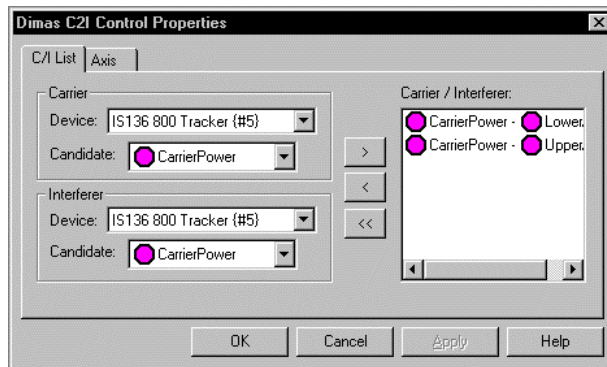 Dimas C2I Control Properties
C/I List
Axis
Carrier
Device: IS136 800 Tracker {#5}
Candidate: CarrierPower
Interferer
Device: IS136 800 Tracker {#5}
Candidate: CarrierPower
>
<
<<
Carrier / Interferer:
CarrierPower - Lower.
CarrierPower - Upper.
OK
Cancel
Apply
Help